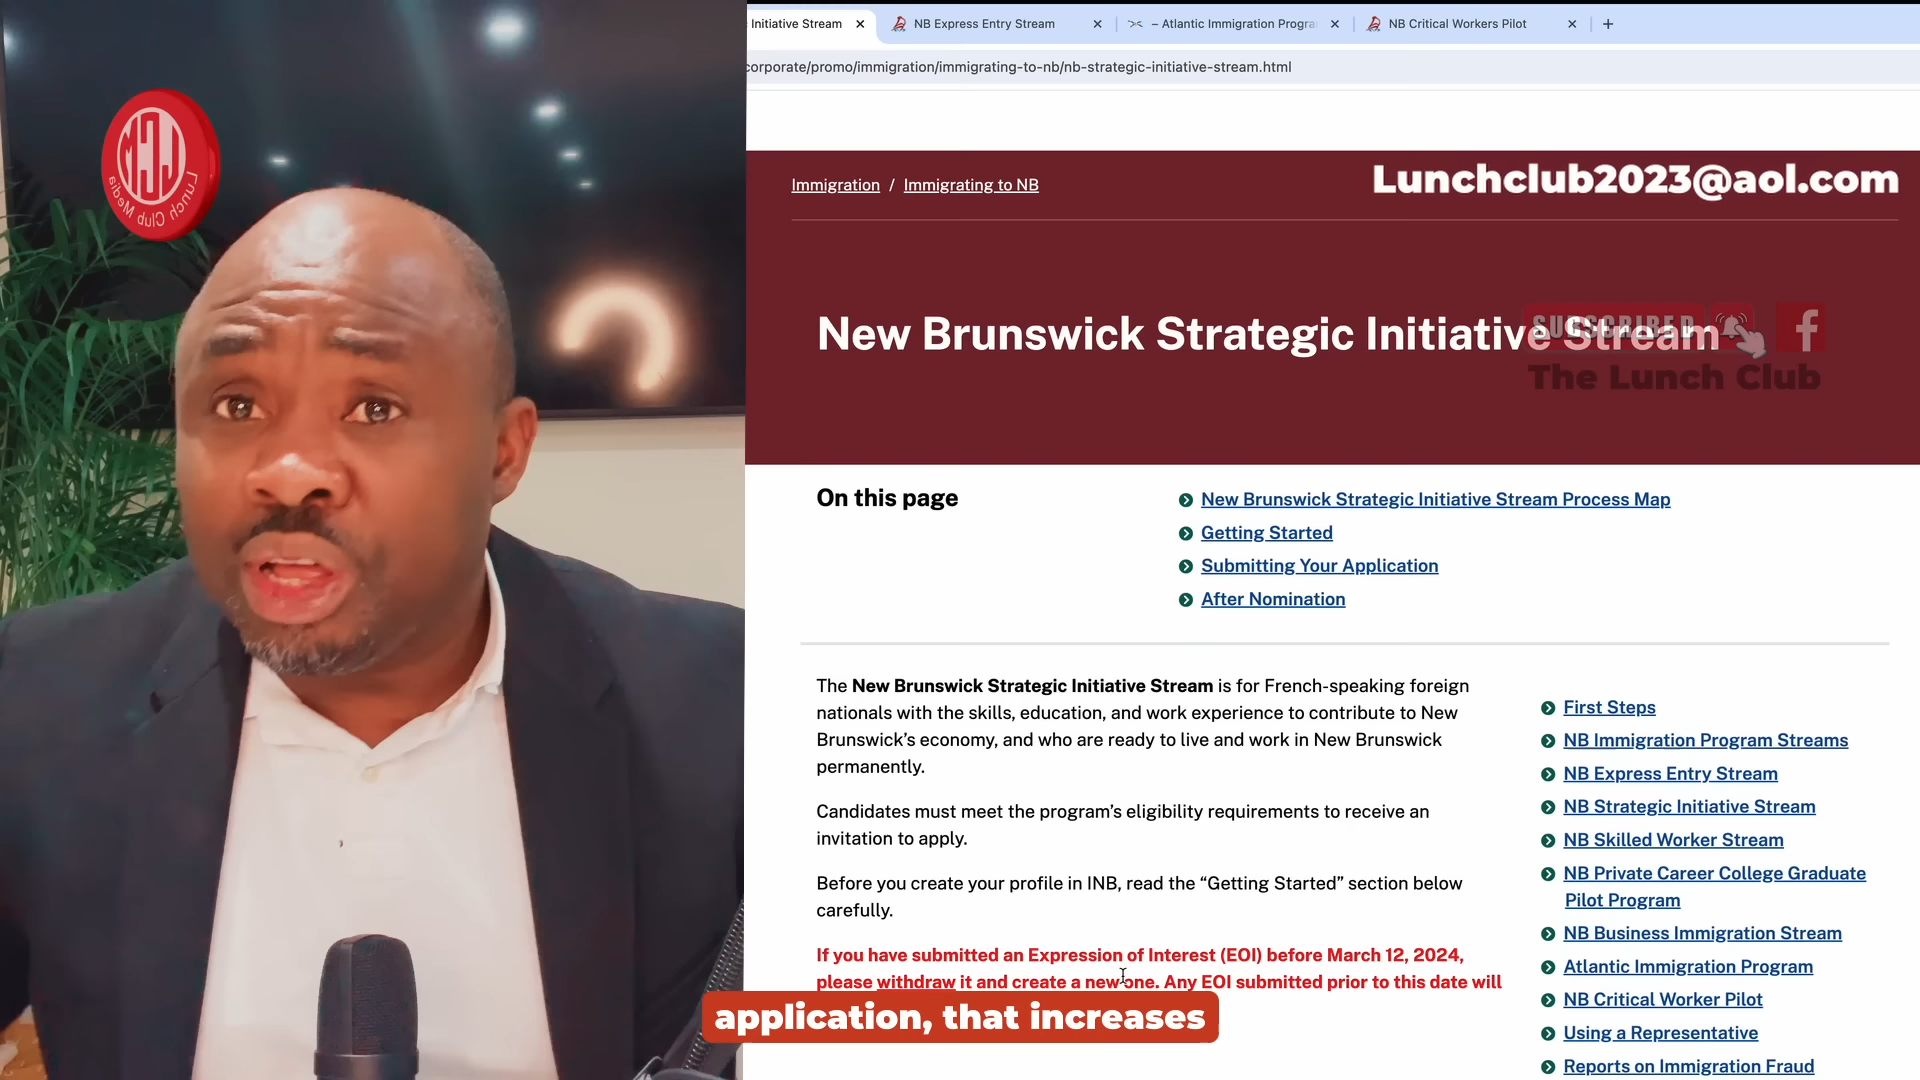 Initiative Stream
NB Express Entry Stream
– Atlantic Immigration Progra
NB Critical Workers Pilot
corporate/promo/immigration/immigrating-to-nb/nb-strategic-initiative-stream.html
LCM
Lunch Club Media
Immigration / Immigrating to NB
Lunchclub2023@aol.com
New Brunswick Strategic Initiative Stream
SUBSCRIBED
The Lunch Club
On this page
New Brunswick Strategic Initiative Stream Process Map
Getting Started
Submitting Your Application
After Nomination
The New Brunswick Strategic Initiative Stream is for French-speaking foreign
nationals with the skills, education, and work experience to contribute to New
Brunswick’s economy, and who are ready to live and work in New Brunswick
permanently.
Candidates must meet the program’s eligibility requirements to receive an
invitation to apply.
Before you create your profile in INB, read the “Getting Started” section below
carefully.
If you have submitted an Expression of Interest (EOI) before March 12, 2024,
please withdraw it and create a new one. Any EOI submitted prior to this date will
First Steps
NB Immigration Program Streams
NB Express Entry Stream
NB Strategic Initiative Stream
NB Skilled Worker Stream
NB Private Career College Graduate
Pilot Program
NB Business Immigration Stream
Atlantic Immigration Program
NB Critical Worker Pilot
Using a Representative
Reports on Immigration Fraud
application, that increases